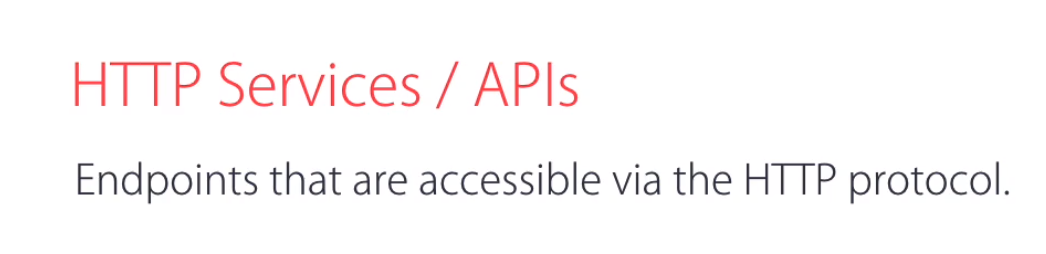 HTTP Services / APIs
Endpoints that are accessible via the HTTP protocol.